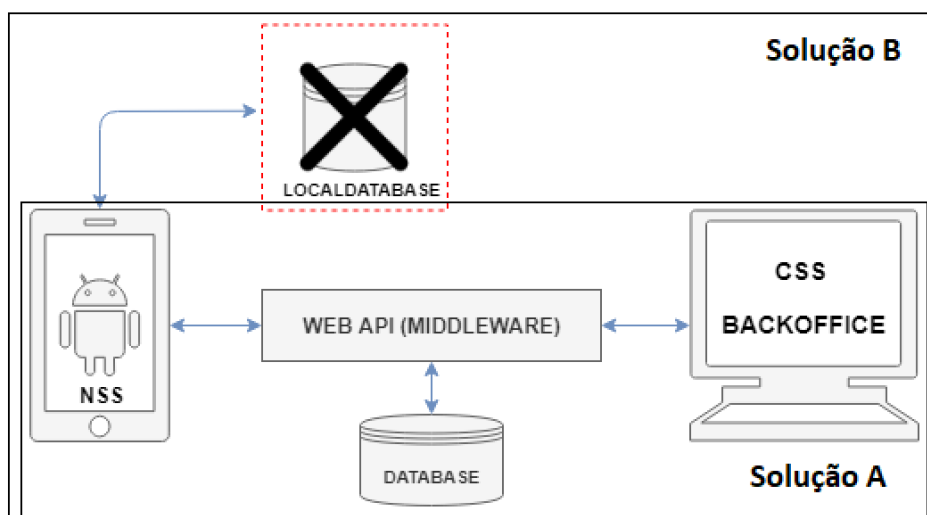 Solução B
LOCALDATABASE
NSS
WEB API (MIDDLEWARE)
CSS
BACKOFFICE
DATABASE
Solução A